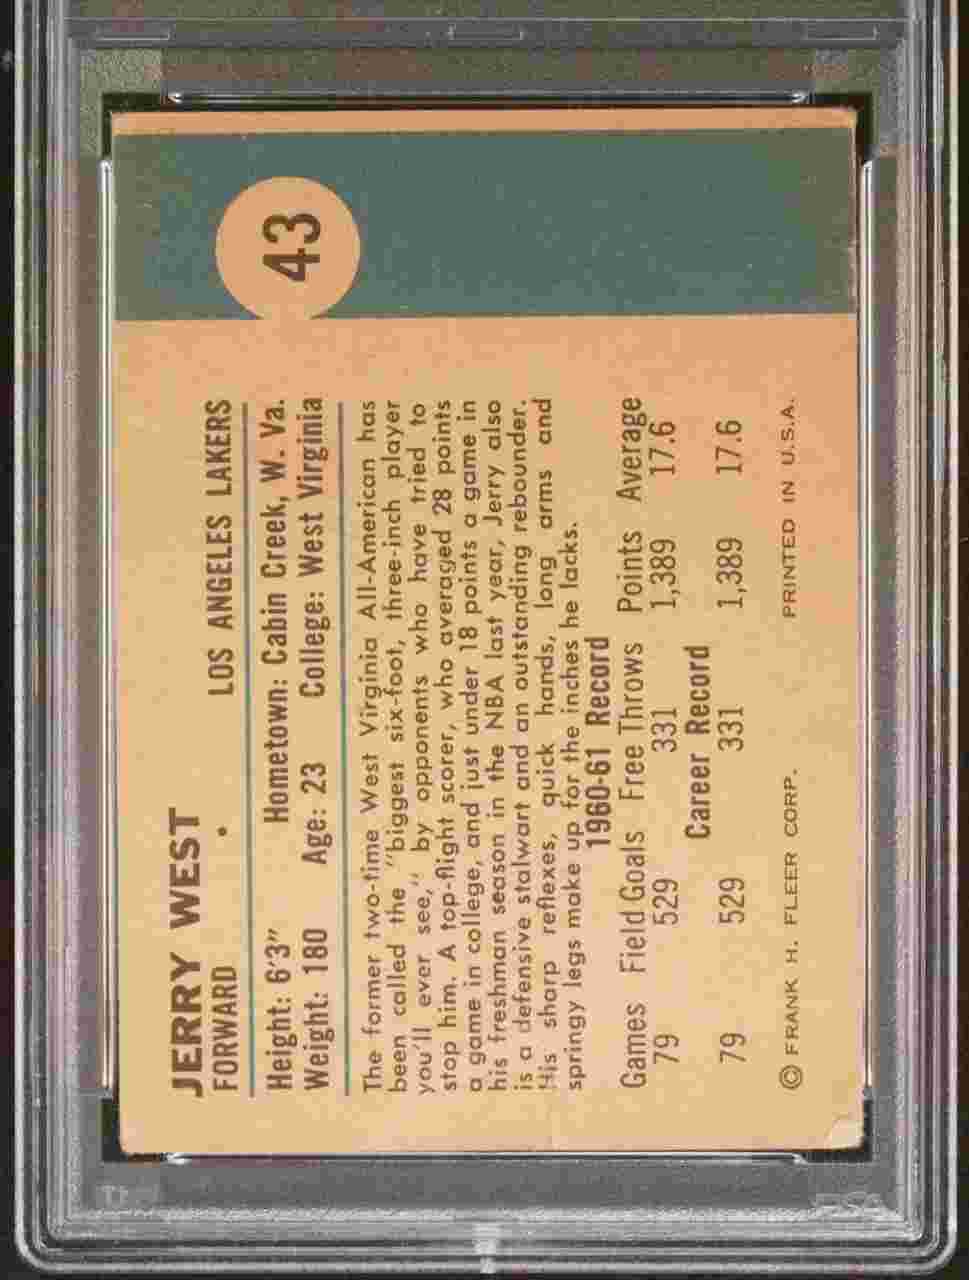 43
JERRY WEST
FORWARD • LOS ANGELES LAKERS
Height: 6'3" Hometown: Cabin Creek, W. Va.
Weight: 180 Age: 23 College: West Virginia
The former two-time West Virginia All-American has
been called the "biggest six-foot, three-inch player
you'll ever see," by opponents who have tried to
stop him. A top-flight scorer, who averaged 28 points
a game in college, and just under 18 points a game in
his freshman season in the NBA last year, Jerry also
is a defensive stalwart and an outstanding rebounder.
His sharp reflexes, quick hands, long arms and
springy legs make up for the inches he lacks.
1960-61 Record
Games Field Goals Free Throws Points Average
79 529 331 1,389 17.6
Career Record
79 529 331 1,389 17.6
© FRANK H. FLEER CORP. PRINTED IN U.S.A.
PSA